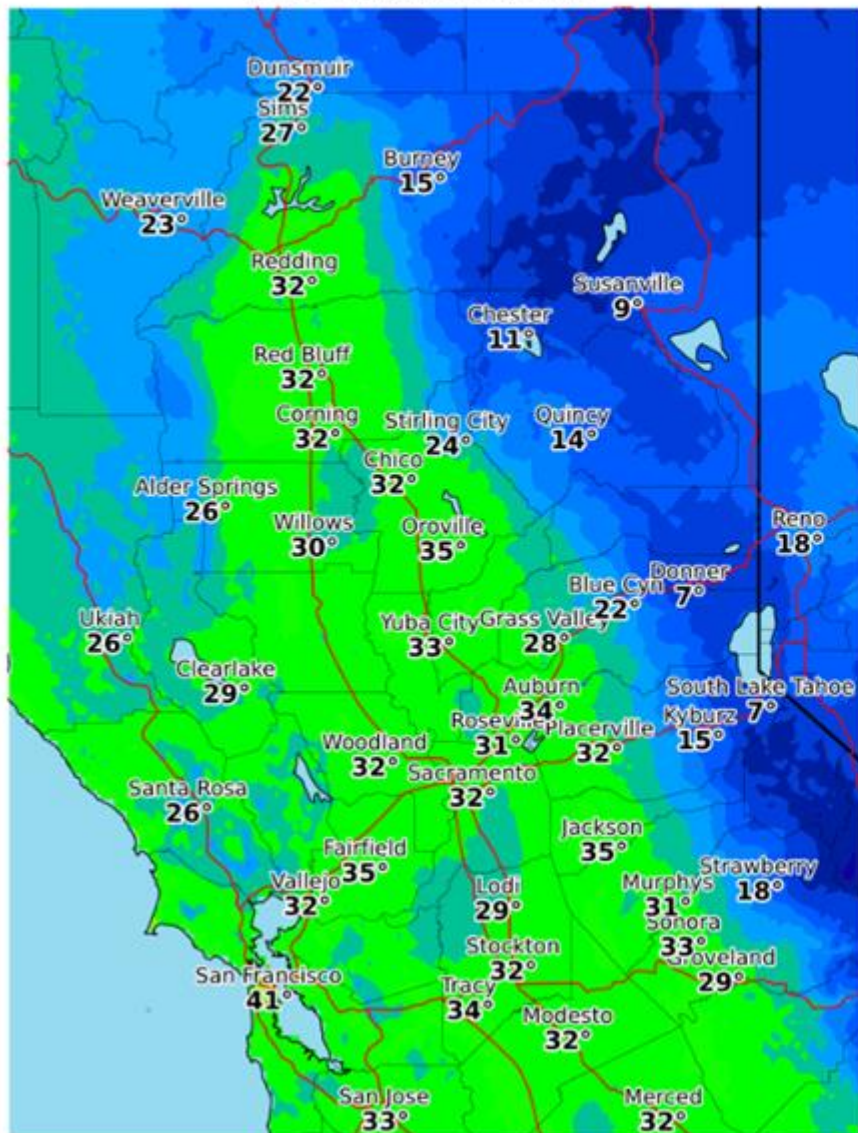 Dunsmuir
22°
Sims
27°
Burney
15°
Weaverville
23°
Redding
32°
Susanville
9°
Chester
11°
Red Bluff
32°
Corning
32°
Stirling City
24°
Quincy
14°
Chico
32°
Alder Springs
26°
Willows
30°
Oroville
35°
Reno
18°
Donner
7°
Blue Cyn
22°
Ukiah
26°
Yuba City
33°
Grass Valley
28°
Clearlake
29°
Auburn
34°
South Lake Tahoe
7°
Roseville
31°
Placerville
32°
Kyburz
15°
Woodland
32°
Sacramento
32°
Santa Rosa
26°
Jackson
35°
Fairfield
35°
Strawberry
18°
Vallejo
32°
Lodi
29°
Murphys
31°
Sonora
33°
Stockton
32°
Groveland
29°
San Francisco
41°
Tracy
34°
Modesto
32°
San Jose
33°
Merced
32°